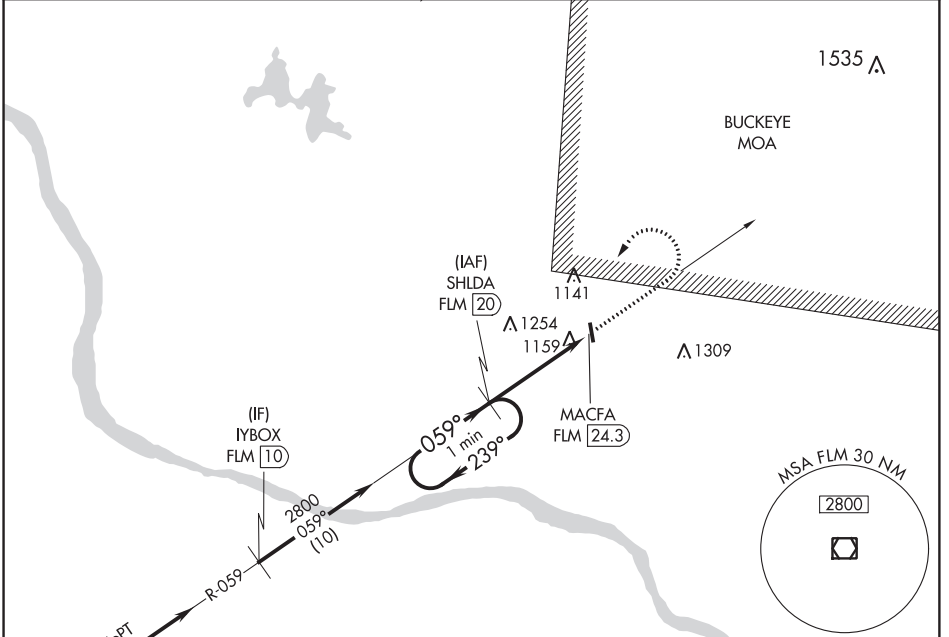 1535
BUCKEYE
MOA
(IAF)
SHLDA
FLM 20
1141
1254
1159
1309
MACFA
FLM 24.3
059°
1 min
239°
(IF)
IYBOX
FLM 10
2800
059°
(10)
R-059
MSA FLM 30 NM
2800